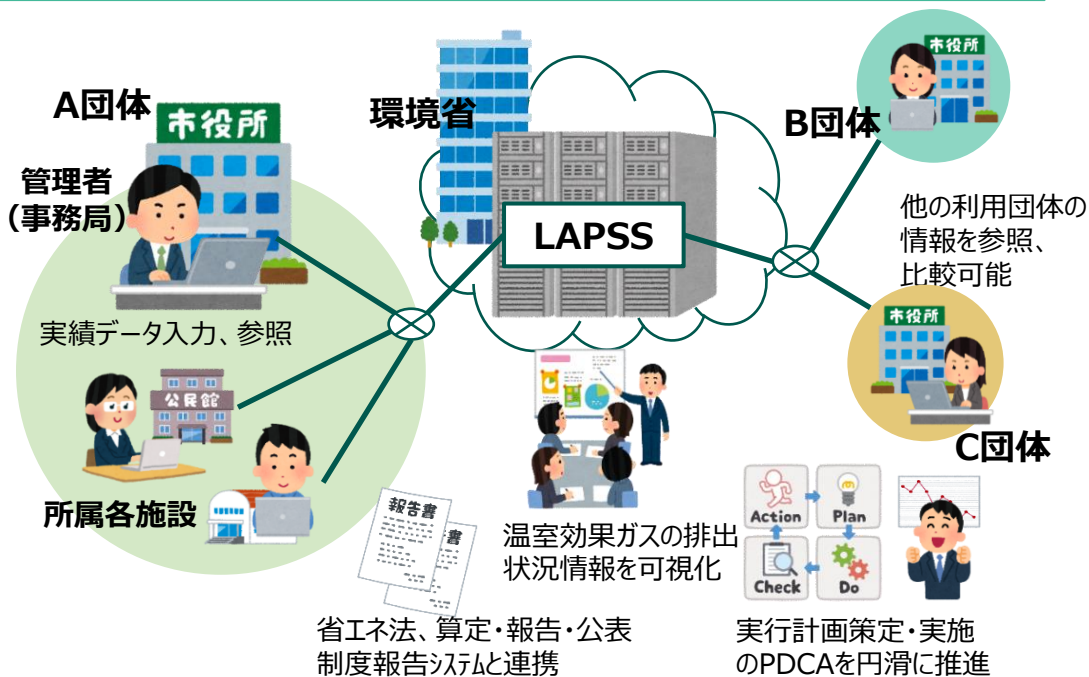 A団体
市役所
管理者
(事務局)
実績データ入力、参照
公民館
所属各施設
環境省
LAPSS
B団体
市役所
他の利用団体の
情報を参照、
比較可能
市役所
C団体
報告書
書
省エネ法、算定・報告・公表
制度報告システムと連携
温室効果ガスの排出
状況情報を可視化
Action
Plan
Check
Do
実行計画策定・実施
のPDCAを円滑に推進